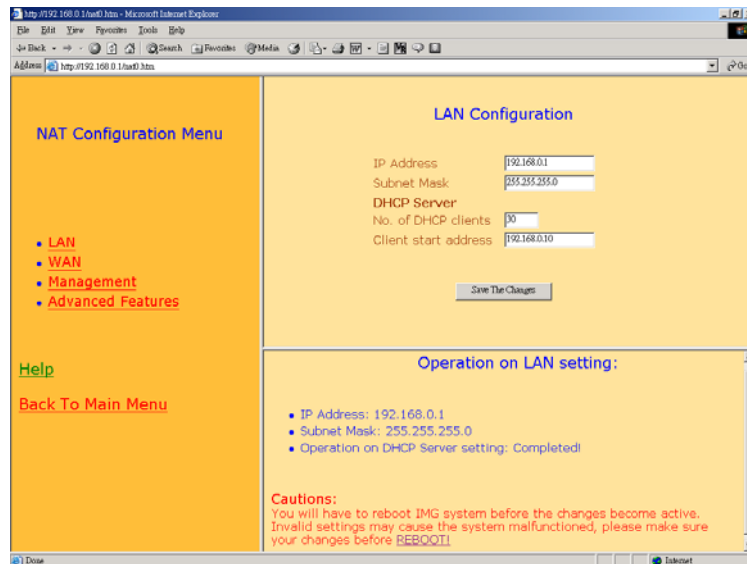 http://192.168.0.1/nat0.htm - Microsoft Internet Explorer
File Edit View Favorites Tools Help
Back Search Favorites Media
Address http://192.168.0.1/nat0.htm Go
NAT Configuration Menu
LAN
WAN
Management
Advanced Features
Help
Back To Main Menu
LAN Configuration
IP Address 192.168.0.1
Subnet Mask 255.255.255.0
DHCP Server
No. of DHCP clients 30
Client start address 192.168.0.10
Save The Changes
Operation on LAN setting:
IP Address: 192.168.0.1
Subnet Mask: 255.255.255.0
Operation on DHCP Server setting: Completed!
Cautions:
You will have to reboot IMG system before the changes become active.
Invalid settings may cause the system malfunctioned, please make sure
your changes before REBOOT!
Done Internet